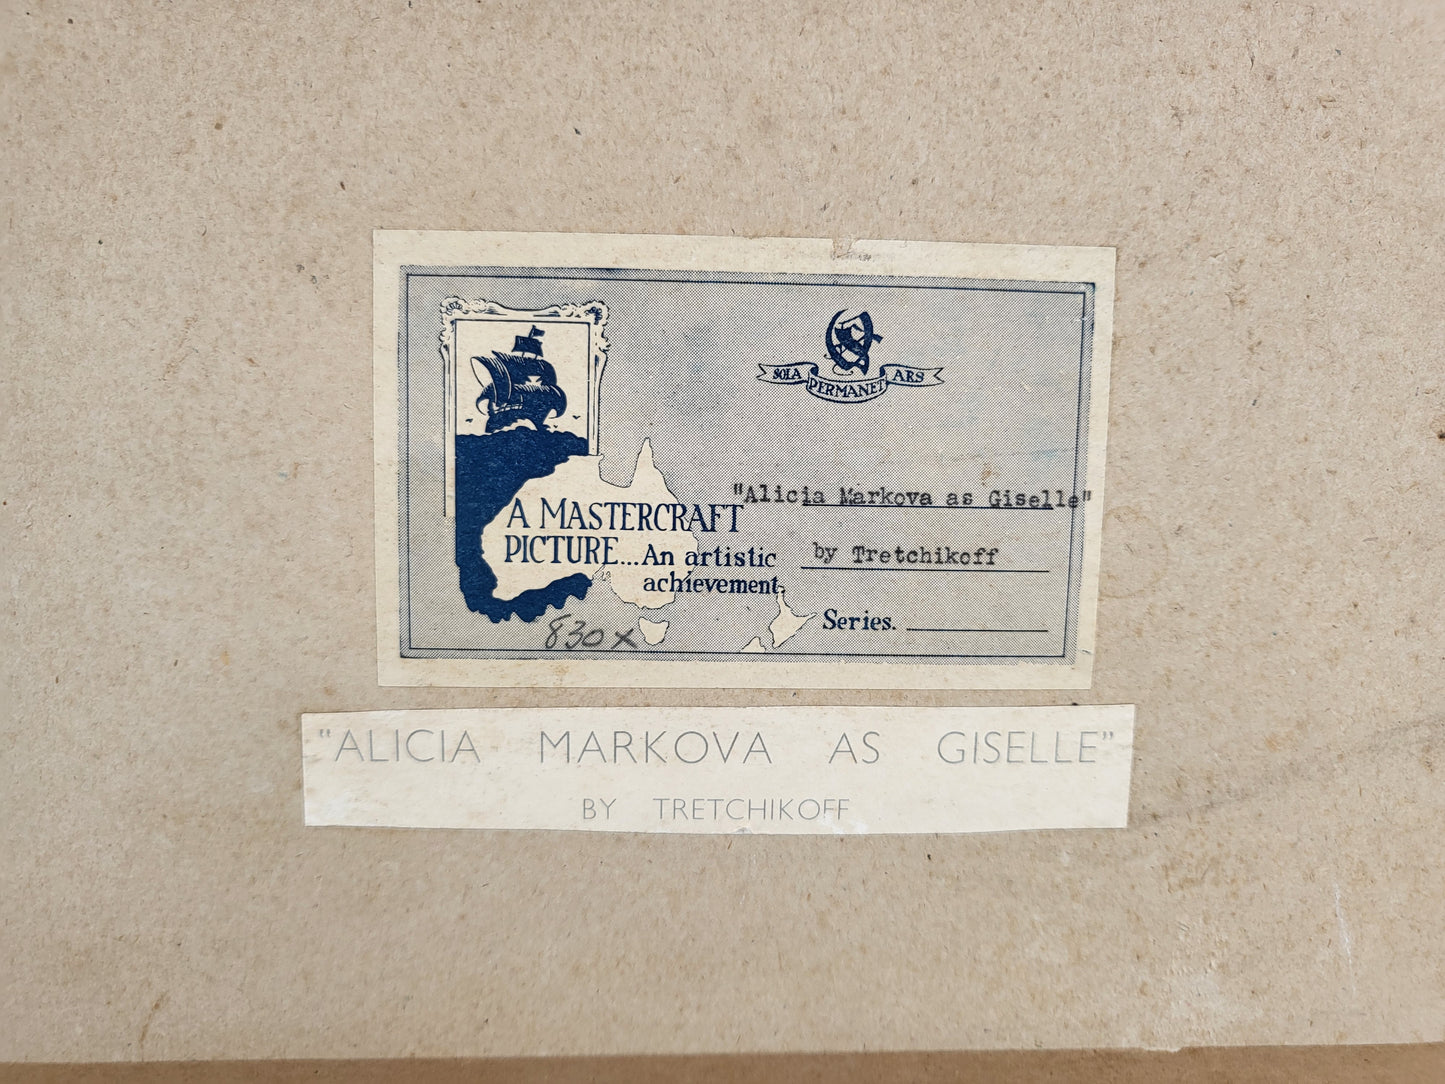 SOLA PERMANET ARS
"Alicia Markova as Giselle"
A MASTERCRAFT
PICTURE...An artistic
achievement.
by Tretchikoff
Series.
830x
"ALICIA MARKOVA AS GISELLE"
BY TRETCHIKOFF